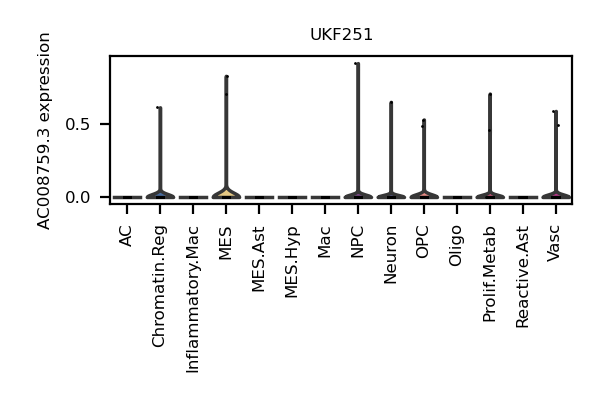 UKF251
AC008759.3 expression
0.5
0.0
AC
Chromatin.Reg
Inflammatory.Mac
MES
MES.Ast
MES.Hyp
Mac
NPC
Neuron
OPC
Oligo
Prolif.Metab
Reactive.Ast
Vasc